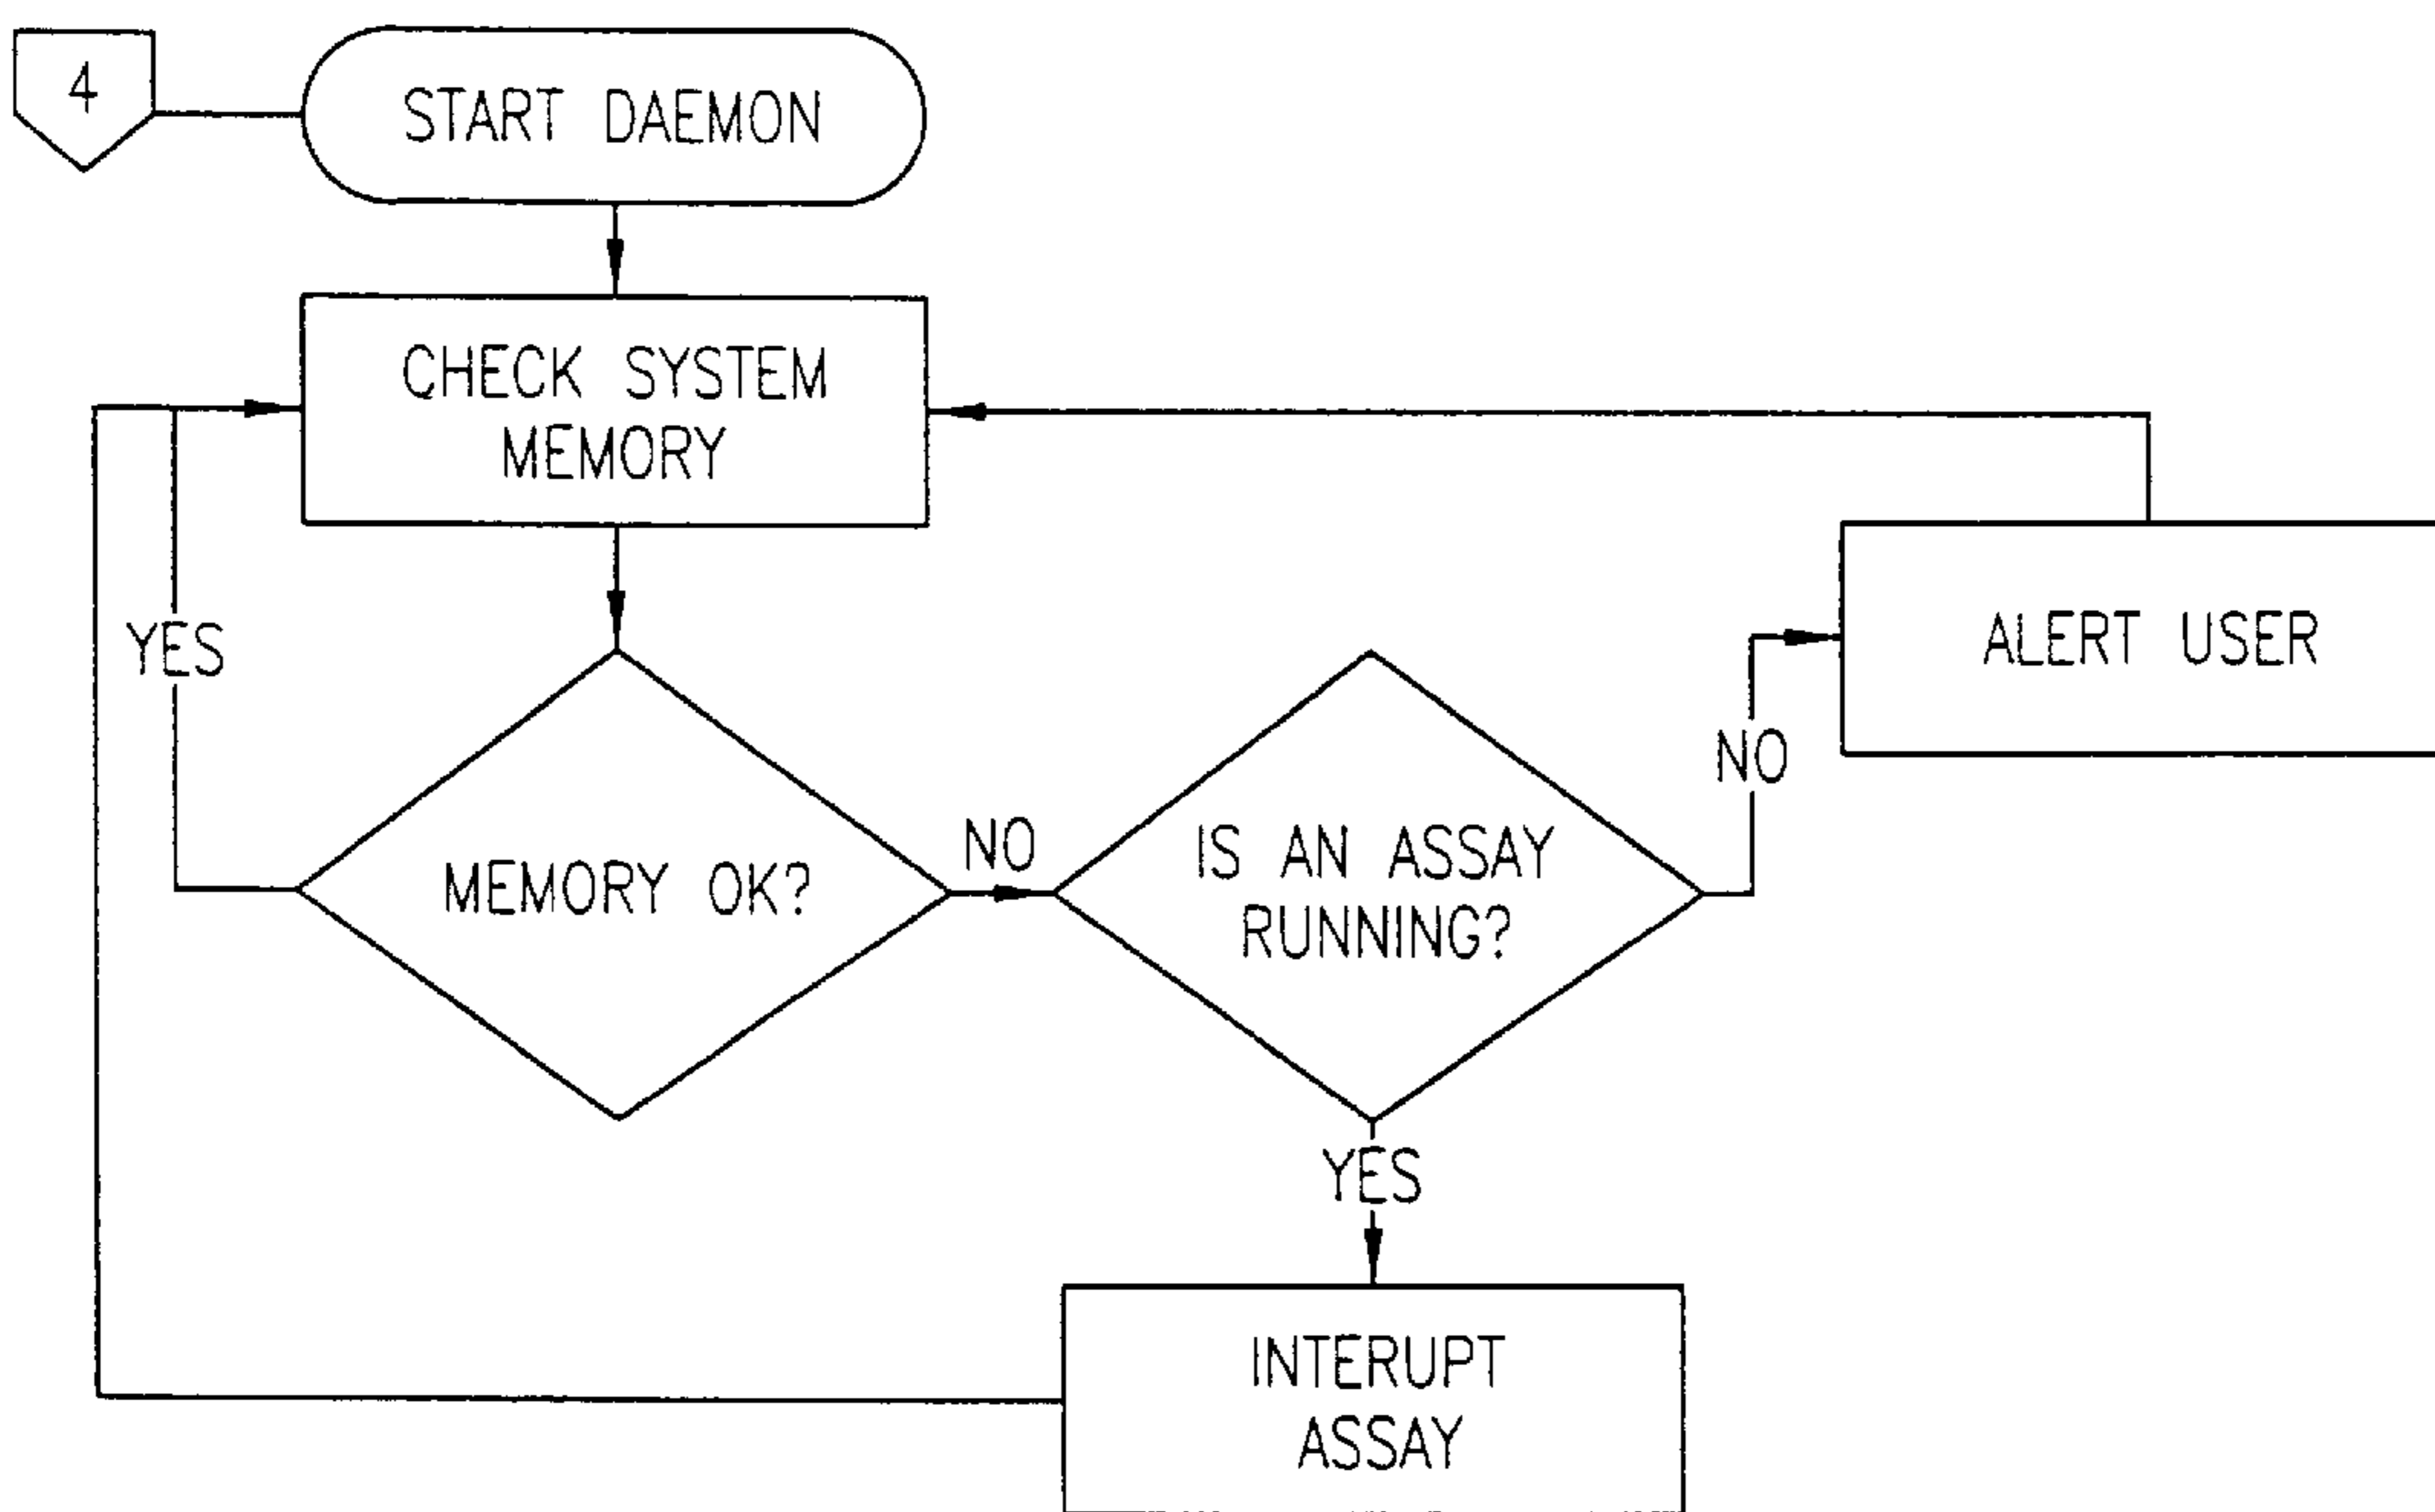 4
START DAEMON
CHECK SYSTEM
MEMORY
YES
MEMORY OK?
NO
IS AN ASSAY
RUNNING?
NO
ALERT USER
YES
INTERUPT
ASSAY